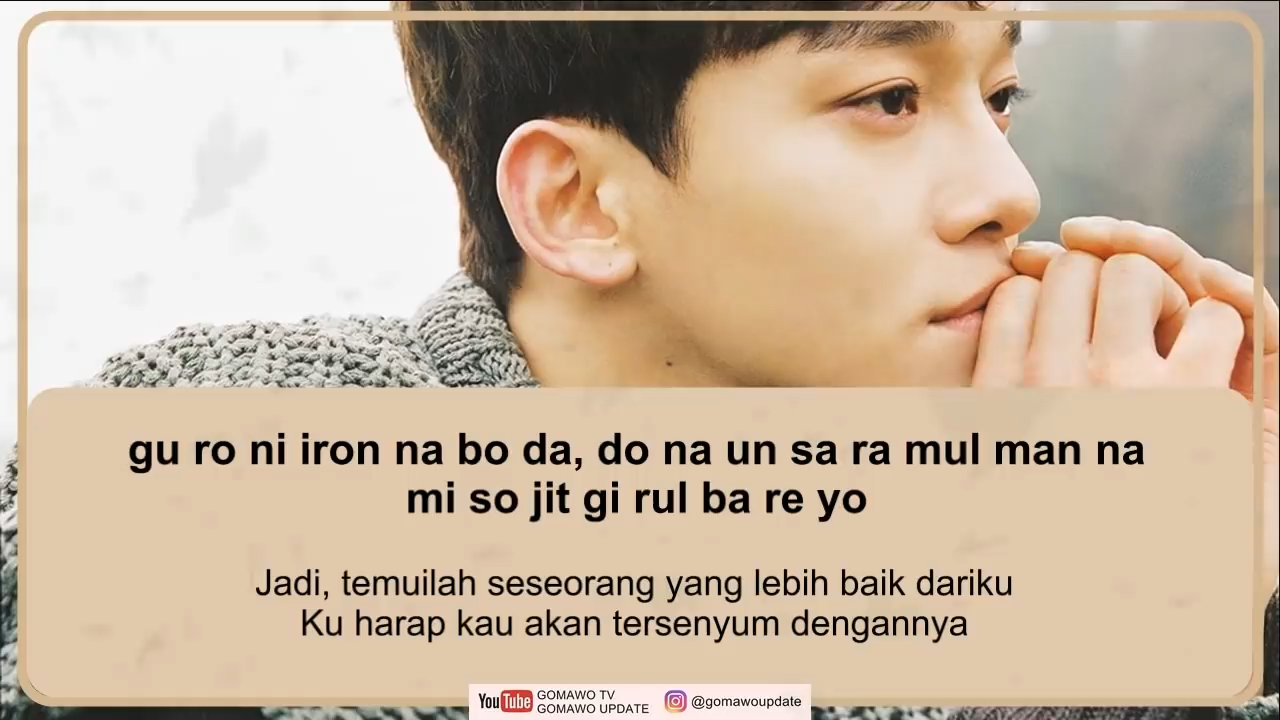 gu ro ni iron na bo da, do na un sa ra mul man na
mi so jit gi rul ba re yo
Jadi, temuilah seseorang yang lebih baik dariku
Ku harap kau akan tersenyum dengannya
YouTube GOMAWO TV
GOMAWO UPDATE
@gomawoupdate